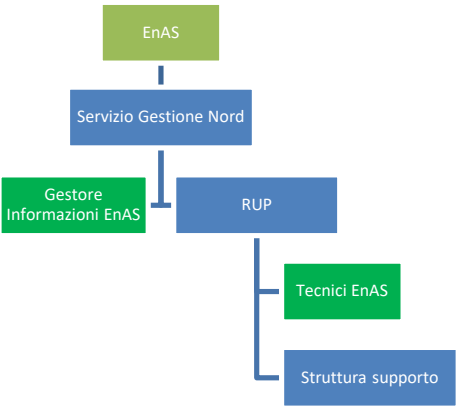 EnAS
Servizio Gestione Nord
Gestore
Informazioni EnAS
RUP
Tecnici EnAS
Struttura supporto